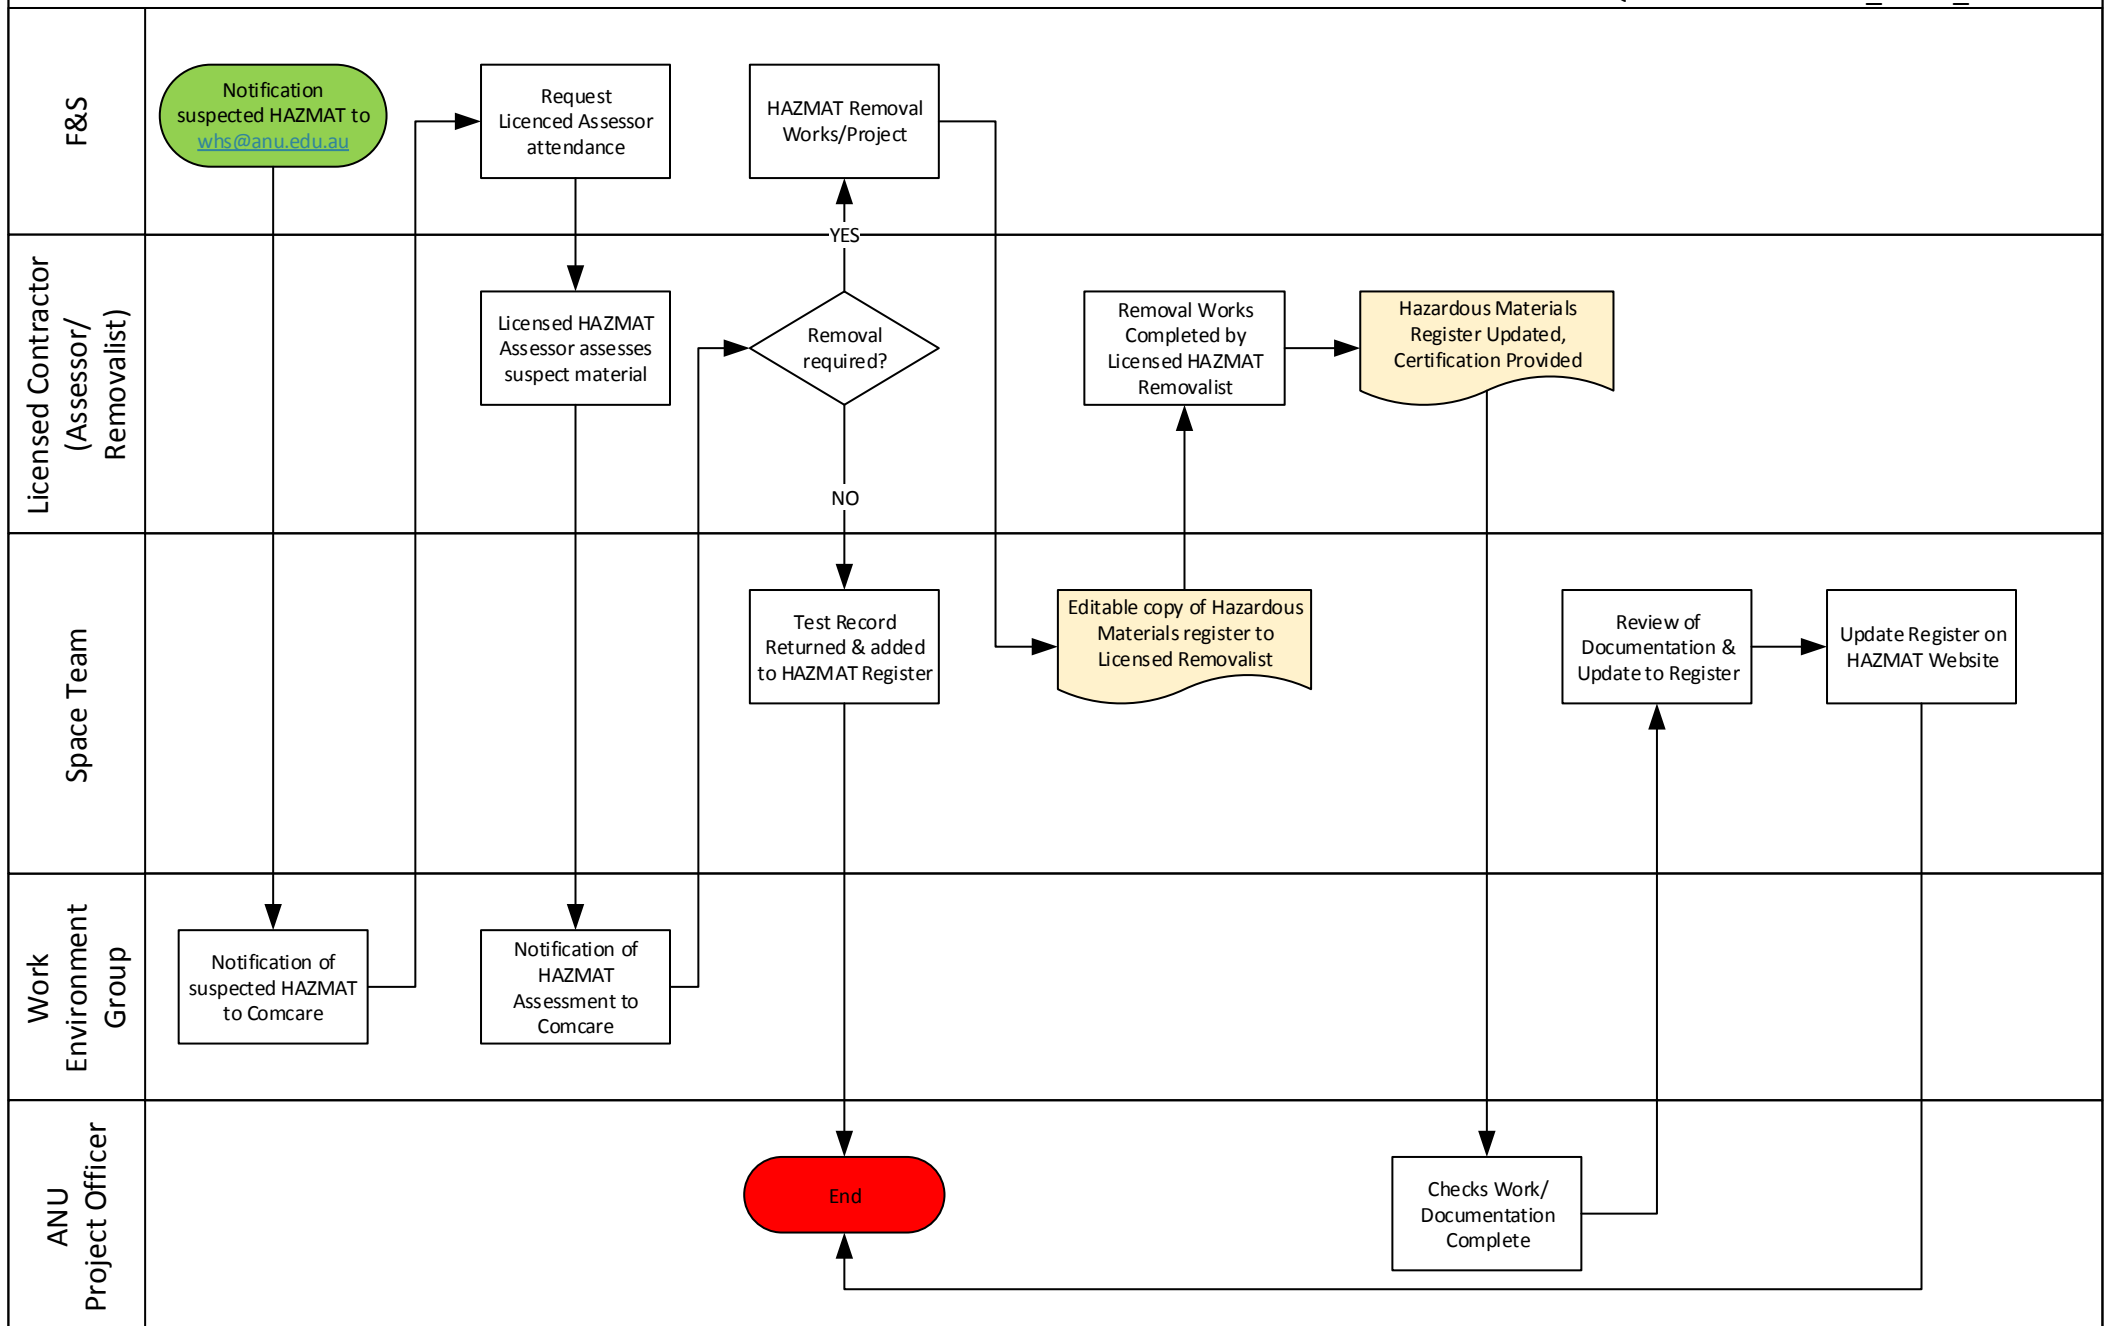 F&S
Notification
suspected HAZMAT to
whs@anu.edu.au
Request
Licenced Assessor
attendance
HAZMAT Removal
Works/Project
YES
Licensed Contractor
(Assessor/
Removalist)
Licensed HAZMAT
Assessor assesses
suspect material
Removal
required?
NO
Removal Works
Completed by
Licensed HAZMAT
Removalist
Hazardous Materials
Register Updated,
Certification Provided
Space Team
Test Record
Returned & added
to HAZMAT Register
Editable copy of Hazardous
Materials register to
Licensed Removalist
Review of
Documentation &
Update to Register
Update Register on
HAZMAT Website
Work
Environment
Group
Notification of
suspected HAZMAT
to Comcare
Notification of
HAZMAT
Assessment to
Comcare
ANU
Project Officer
End
Checks Work/
Documentation
Complete